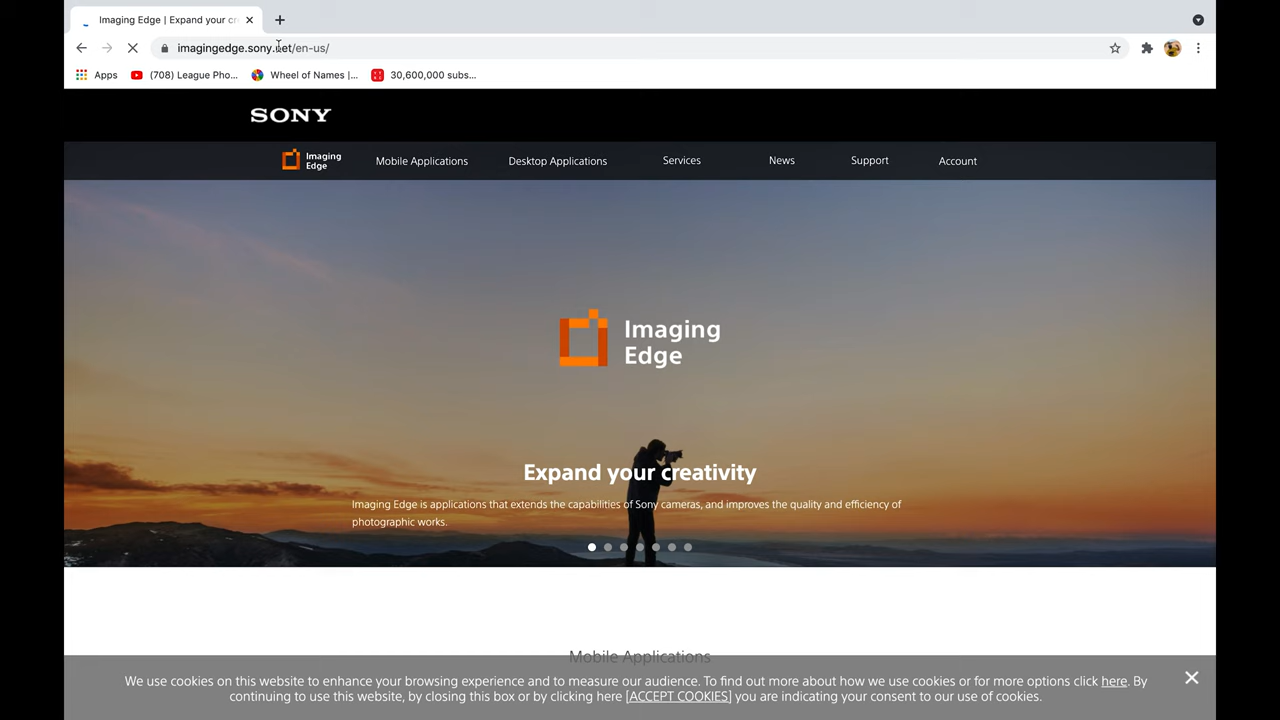 Imaging Edge | Expand your cr
imagingedge.sony.net/en-us/
Apps
(708) League Pho...
Wheel of Names |...
30,600,000 subs...
SONY
Imaging
Edge
Mobile Applications
Desktop Applications
Services
News
Support
Account
Imaging
Edge
Expand your creativity
Imaging Edge is applications that extends the capabilities of Sony cameras, and improves the quality and efficiency of
photographic works.
Mobile Applications
We use cookies on this website to enhance your browsing experience and to measure our audience. To find out more about how we use cookies or for more options click here. By
continuing to use this website, by closing this box or by clicking here [ACCEPT COOKIES] you are indicating your consent to our use of cookies.